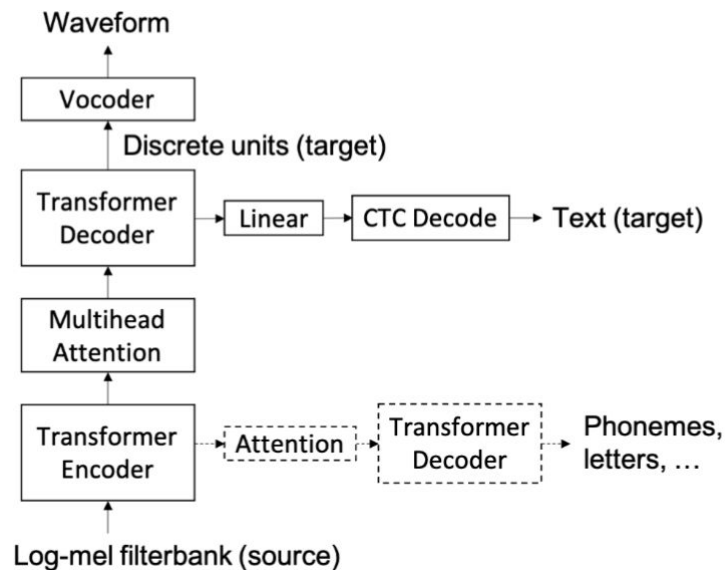 Waveform
Vocoder
Discrete units (target)
Transformer
Decoder
Linear
CTC Decode
Text (target)
Multihead
Attention
Transformer
Encoder
Attention
Transformer
Decoder
Phonemes,
letters, ...
Log-mel filterbank (source)